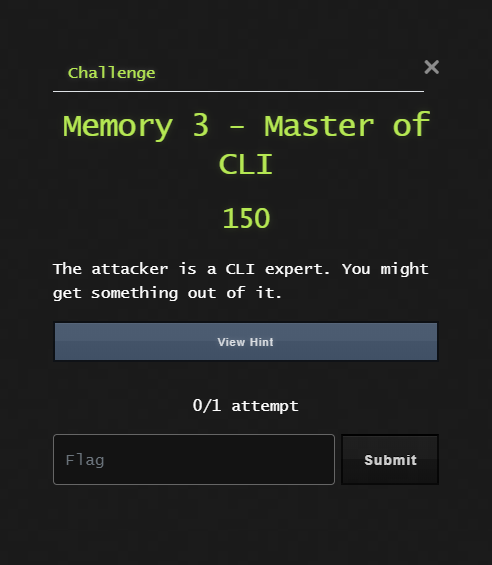 Challenge
×
Memory 3 - Master of
CLI
150
The attacker is a CLI expert. You might
get something out of it.
View Hint
0/1 attempt
Flag
Submit